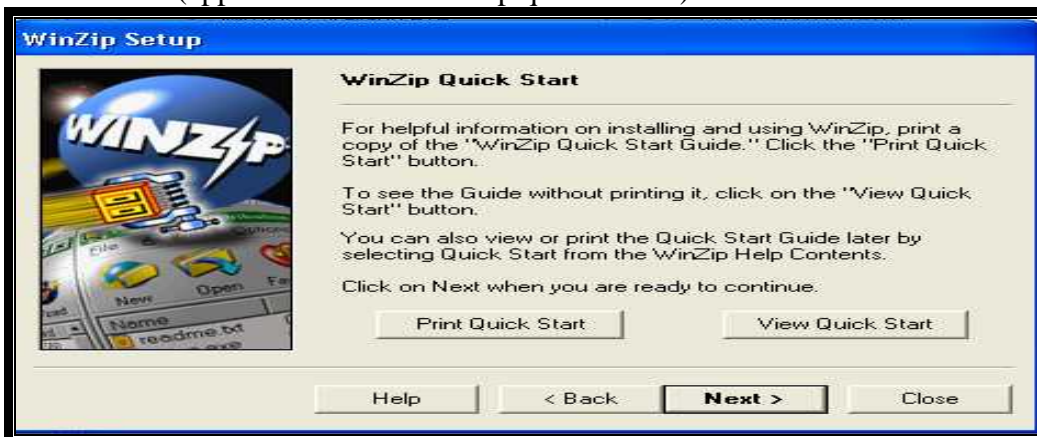 WinZip Setup
WinZip Quick Start
For helpful information on installing and using WinZip, print a
copy of the "WinZip Quick Start Guide." Click the "Print Quick
Start" button.
To see the Guide without printing it, click on the "View Quick
Start" button.
You can also view or print the Quick Start Guide later by
selecting Quick Start from the WinZip Help Contents.
Click on Next when you are ready to continue.
Print Quick Start
View Quick Start
Help
< Back
Next >
Close
WINZIP
File
New
Open
Name
readme.txt